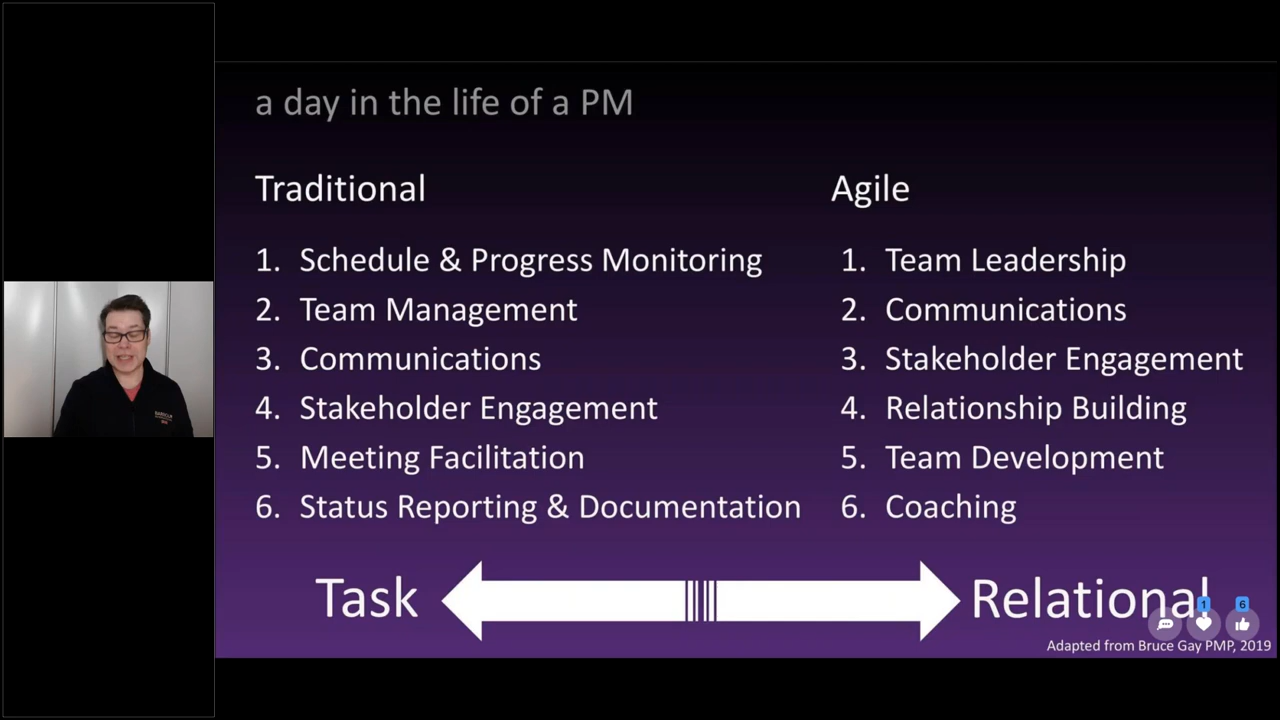 a day in the life of a PM
Traditional
1. Schedule & Progress Monitoring
2. Team Management
3. Communications
4. Stakeholder Engagement
5. Meeting Facilitation
6. Status Reporting & Documentation
Agile
1. Team Leadership
2. Communications
3. Stakeholder Engagement
4. Relationship Building
5. Team Development
6. Coaching
Task
Relational
1
6
Adapted from Bruce Gay PMP, 2019